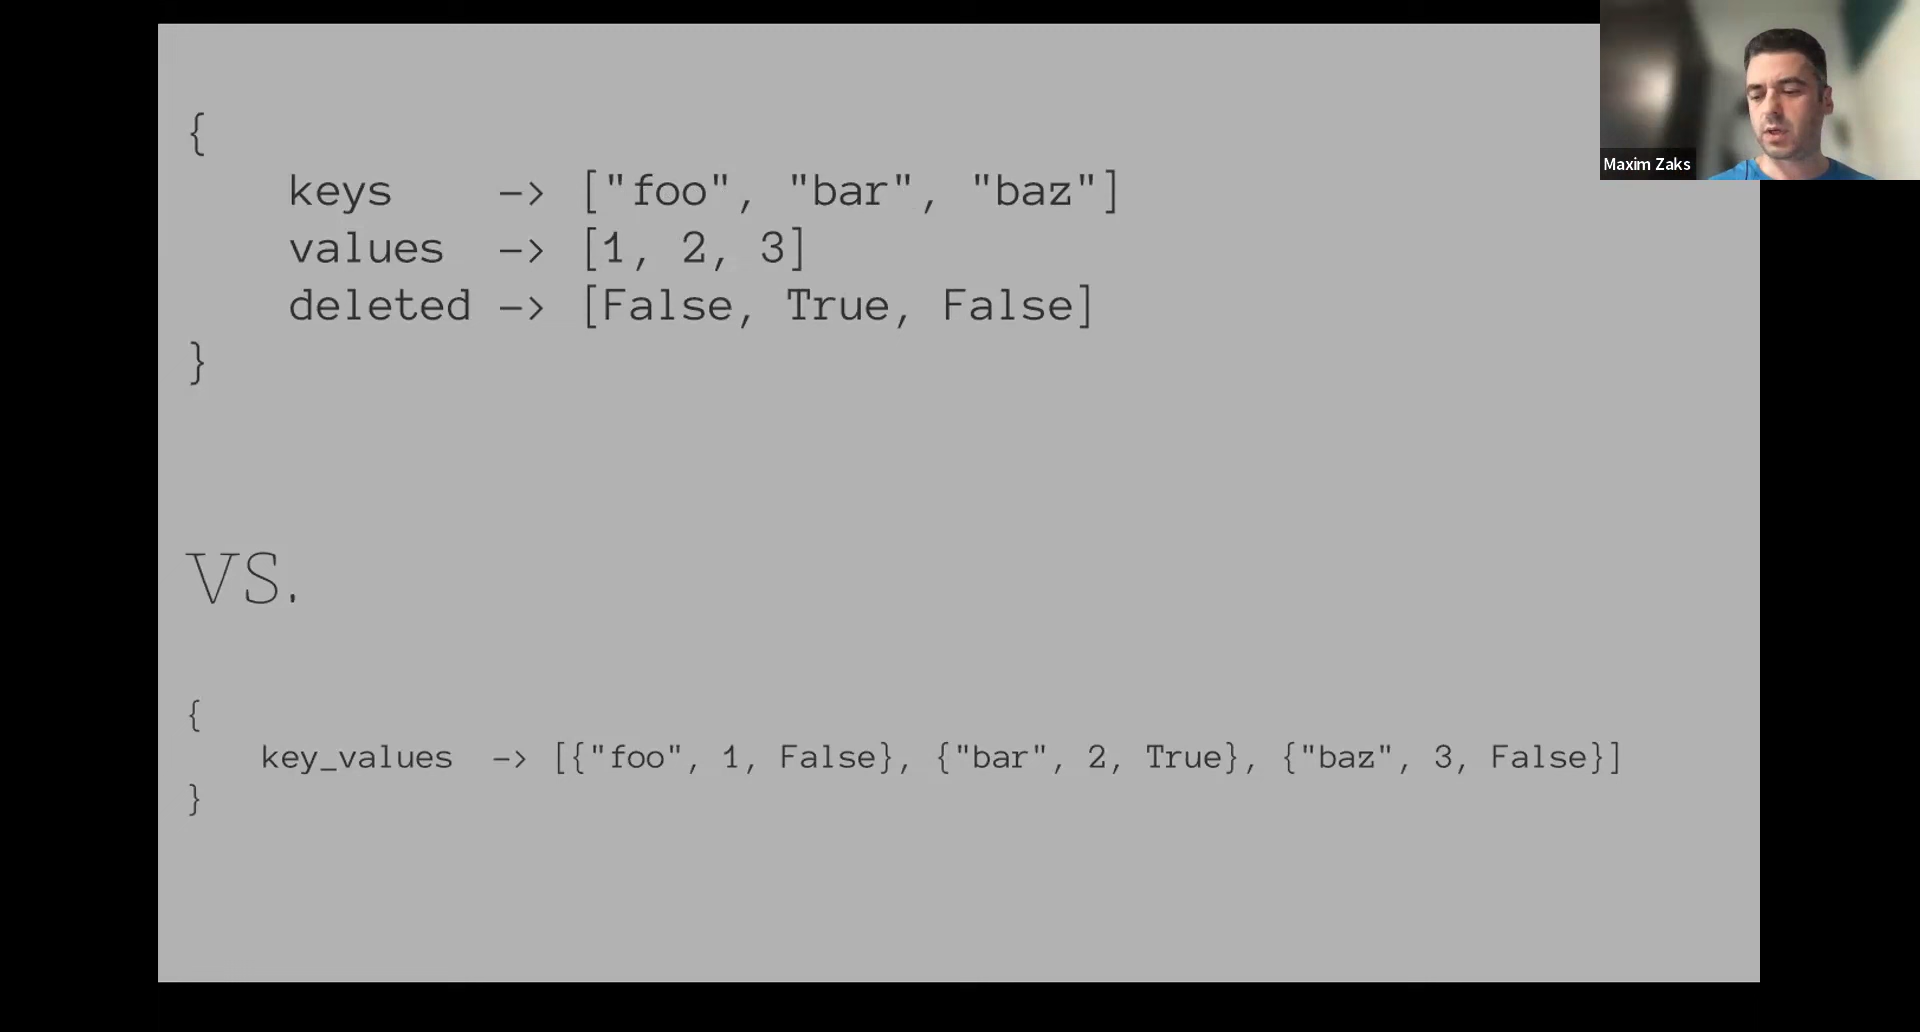 {
keys -> ["foo", "bar", "baz"]
values -> [1, 2, 3]
deleted -> [False, True, False]
}
VS.
{
key_values -> [{"foo", 1, False}, {"bar", 2, True}, {"baz", 3, False}]
}
Maxim Zaks